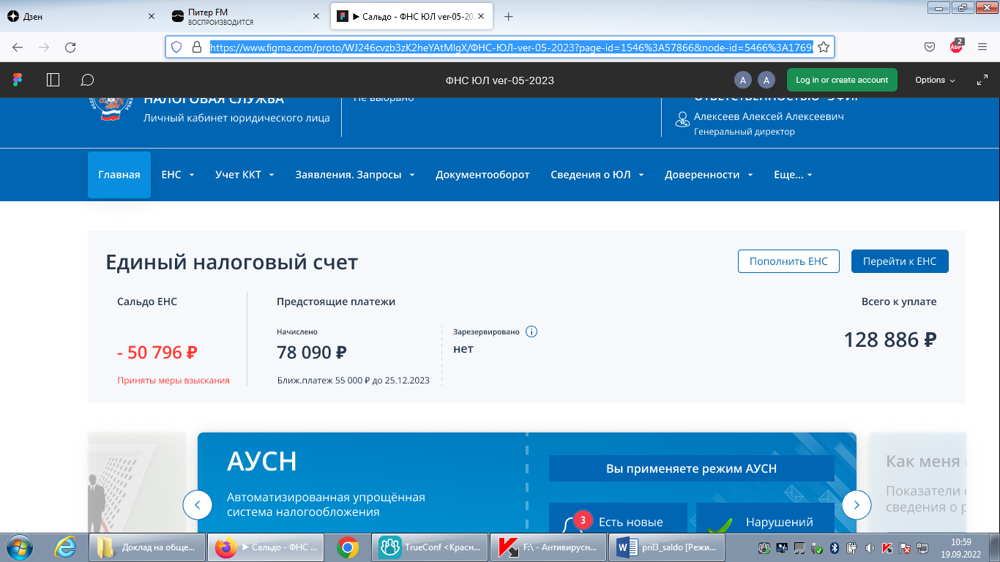 Дзен
Питер FM
ВОСПРОИЗВОДИТСЯ
▶ Сальдо - ФНС ЮЛ ver-05-20
https://www.figma.com/proto/WJ246cvzb3zK2heYAtMlgX/ФНС-ЮЛ-ver-05-2023?page-id=1546%3A57866&node-id=5466%3A1769
ABP
2
ФНС ЮЛ ver-05-2023
A
A
Log in or create account
Options
НАЛОГОВАЯ СЛУЖБА
Личный кабинет юридического лица
Не выбрано
ОТВЕТСТВЕННОСТЬЮ "ЭФИР"
Алексеев Алексей Алексеевич
Генеральный директор
Главная
ЕНС
Учет ККТ
Заявления. Запросы
Документооборот
Сведения о ЮЛ
Доверенности
Еще...
Единый налоговый счет
Пополнить ЕНС
Перейти к ЕНС
Сальдо ЕНС
Предстоящие платежи
Всего к уплате
Начислено
Зарезервировано
- 50 796 ₽
78 090 ₽
нет
128 886 ₽
Приняты меры взыскания
Ближ.платеж 55 000 ₽ до 25.12.2023
АУСН
Автоматизированная упрощённая
система налогообложения
Вы применяете режим АУСН
3
Есть новые
Нарушений
Как меня
Показатели
сведения о
Доклад на обще...
▶ Сальдо - ФНС ...
TrueConf <Красн...
F:\ - Антивирусн...
pril3_saldo [Режи...
10:59
19.09.2022